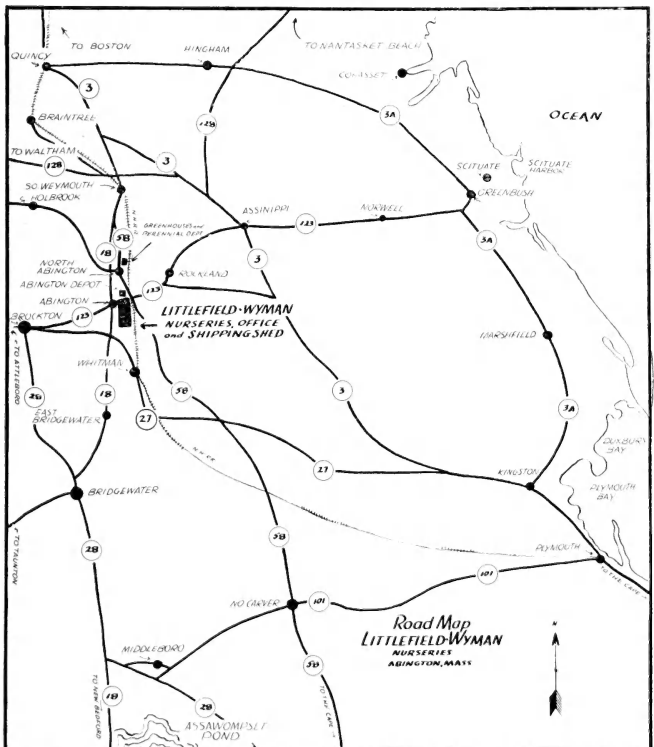 TO BOSTON
HINGHAM
TO NANTASKET BEACH
QUINCY
COHASSET
3
3A
OCEAN
BRAINTREE
128
TO WALTHAM
128
3
SCITUATE
SCITUATE
HARBOR
SO. WEYMOUTH
HOLBROOK
GREENBUSH
NORWELL
ASSINIPPI
123
3A
58
18
GREENHOUSES and
PERENNIAL DEPT.
NORTH
ABINGTON
ROCKLAND
3
ABINGTON DEPOT
ABINGTON
123
BROCKTON
123
LITTLEFIELD-WYMAN
NURSERIES, OFFICE
and SHIPPING SHED
MARSHFIELD
TO ATTLEBORO
WHITMAN
28
18
58
3
3A
EAST
BRIDGEWATER
27
N.H.RR.
27
DUXBURY
BAY
KINGSTON
PLYMOUTH
BAY
BRIDGEWATER
TO TAUNTON
28
58
PLYMOUTH
101
TO THE CAPE
NO CARVER
101
Road Map
LITTLEFIELD-WYMAN
NURSERIES
ABINGTON, MASS
N
MIDDLEBORO
58
TO NEW BEDFORD
18
28
TO THE CAPE
ASSAWOMPSET
POND